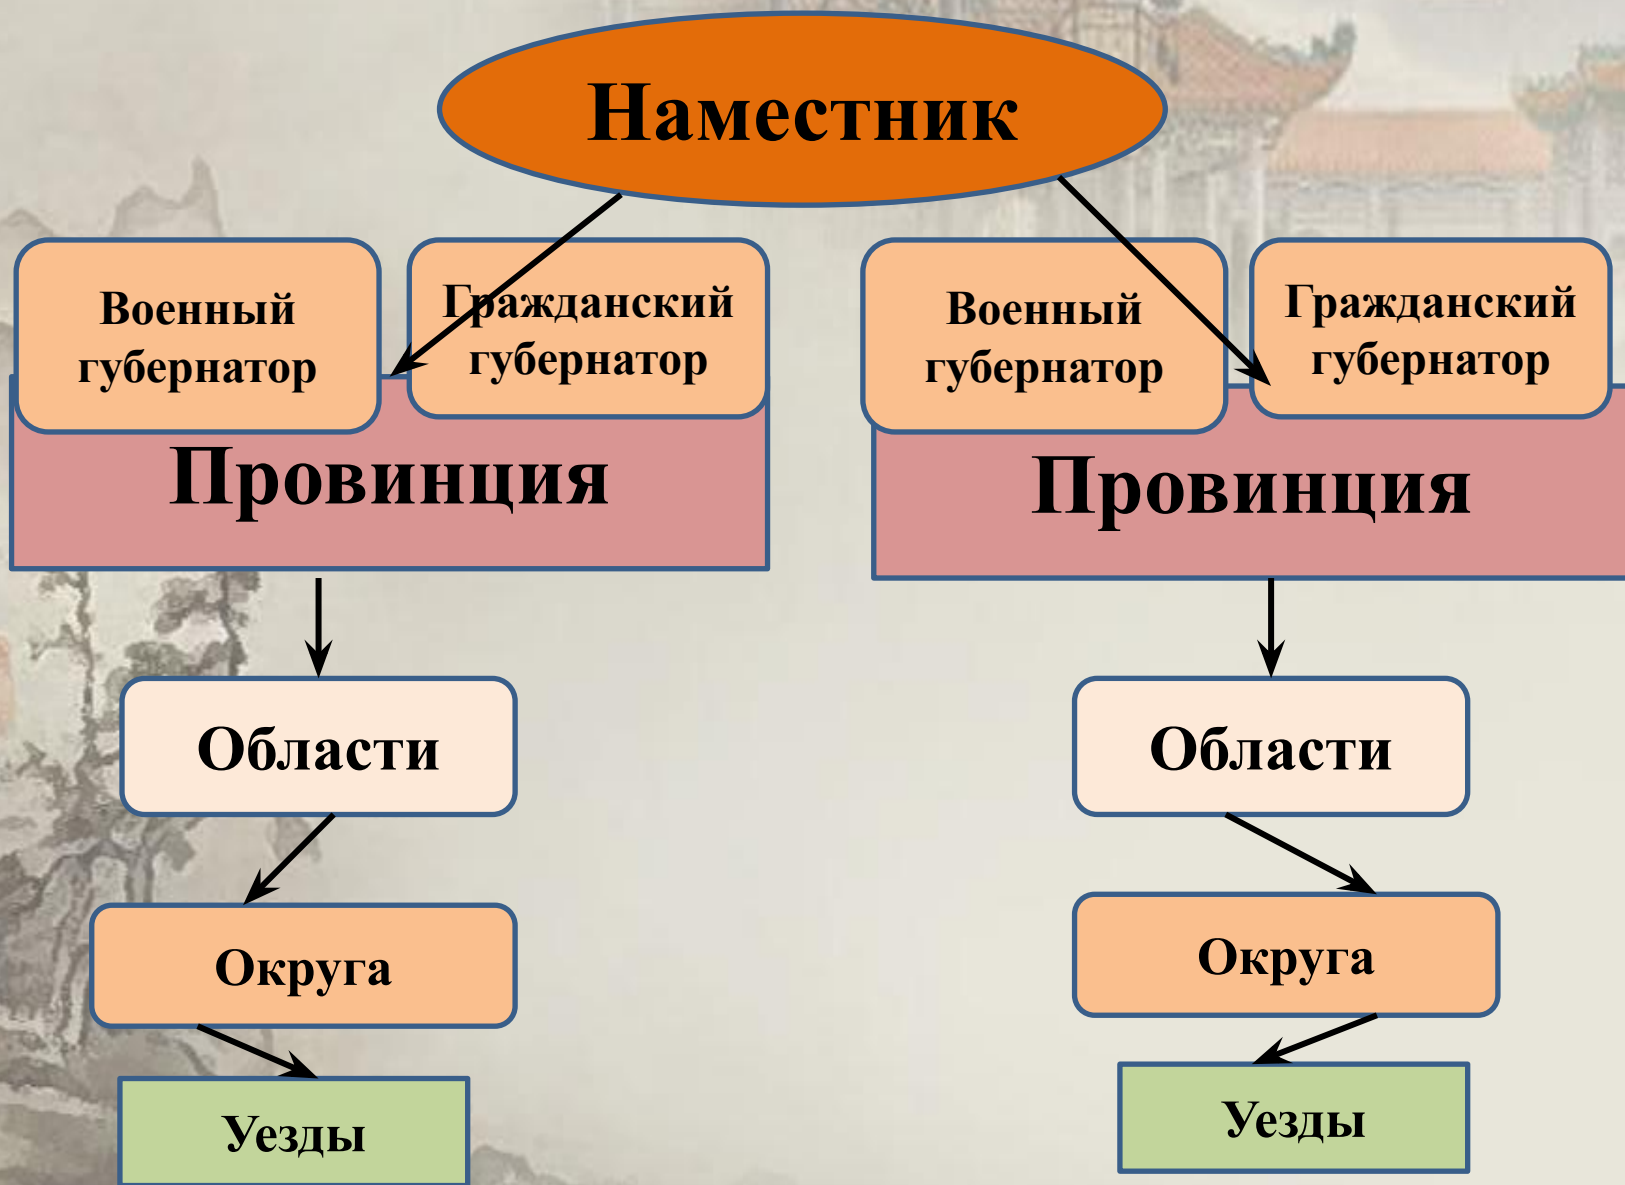 Наместник
Военный
губернатор
Гражданский
губернатор
Военный
губернатор
Гражданский
губернатор
Провинция
Провинция
Области
Области
Округа
Округа
Уезды
Уезды